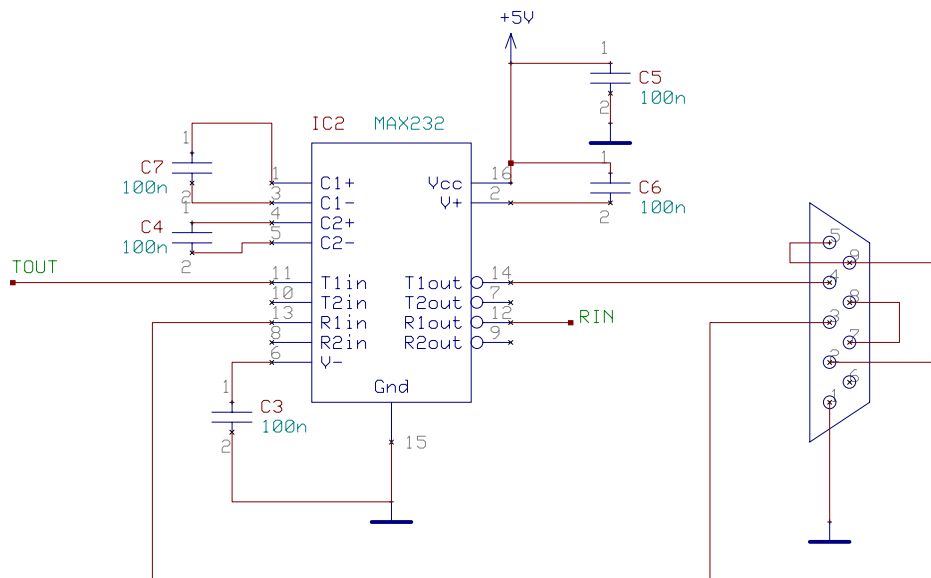 +5V
1
C5
100n
2
IC2 MAX232
1
C7
100n
2
1
C4
100n
2
1
3
4
5
C1+
C1-
C2+
C2-
Vcc
V+
16
2
1
C6
100n
2
TOUT
11
10
13
8
6
T1in
T2in
R1in
R2in
V-
T1out
T2out
R1out
R2out
14
7
12
9
RIN
Gnd
15
1
C3
100n
2
5
9
4
8
3
7
2
6
1